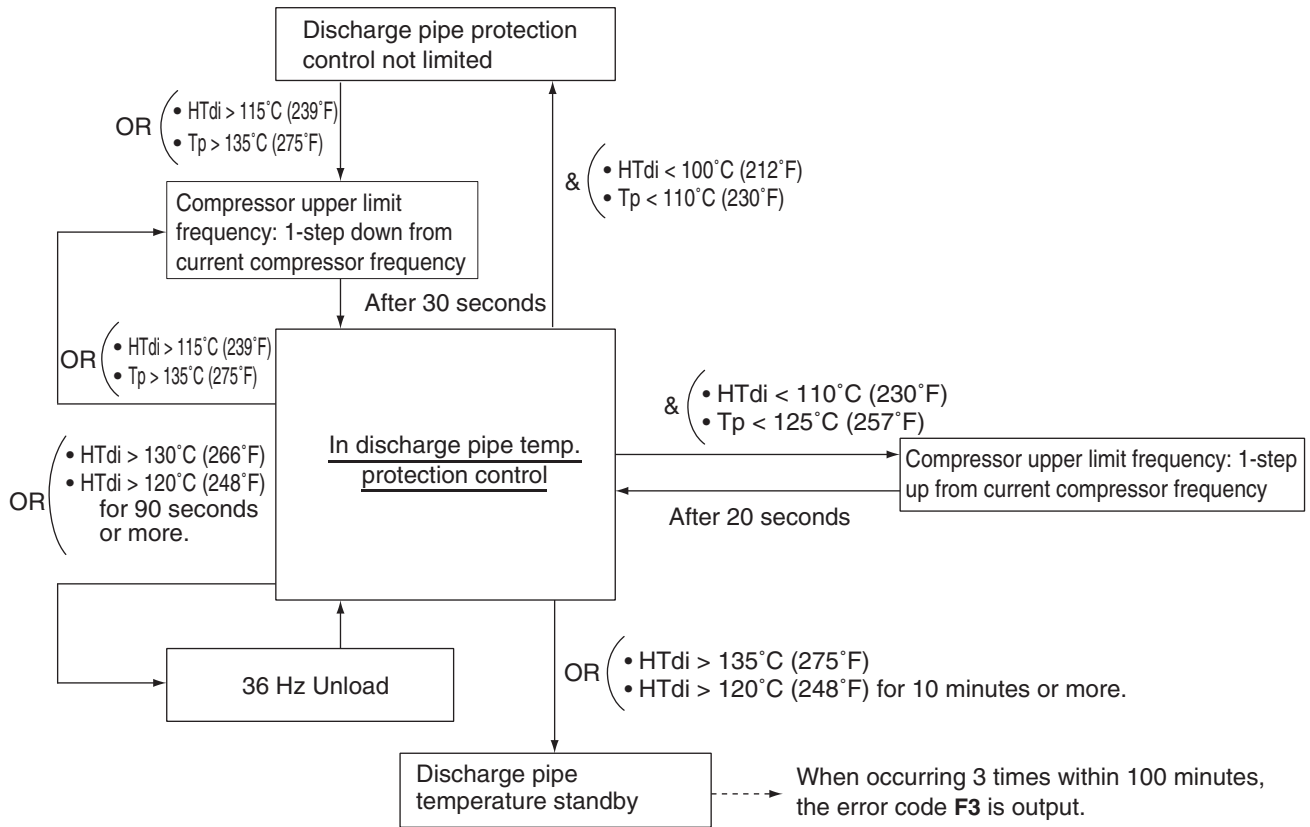 Discharge pipe protection
control not limited
OR
• HTdi > 115˚C (239˚F)
• Tp > 135˚C (275˚F)
&
• HTdi < 100˚C (212˚F)
• Tp < 110˚C (230˚F)
Compressor upper limit
frequency: 1-step down from
current compressor frequency
After 30 seconds
OR
• HTdi > 115˚C (239˚F)
• Tp > 135˚C (275˚F)
&
• HTdi < 110˚C (230˚F)
• Tp < 125˚C (257˚F)
OR
• HTdi > 130˚C (266˚F)
• HTdi > 120˚C (248˚F)
for 90 seconds
or more.
In discharge pipe temp.
protection control
Compressor upper limit frequency: 1-step
up from current compressor frequency
After 20 seconds
36 Hz Unload
OR
• HTdi > 135˚C (275˚F)
• HTdi > 120˚C (248˚F) for 10 minutes or more.
Discharge pipe
temperature standby
When occurring 3 times within 100 minutes,
the error code F3 is output.